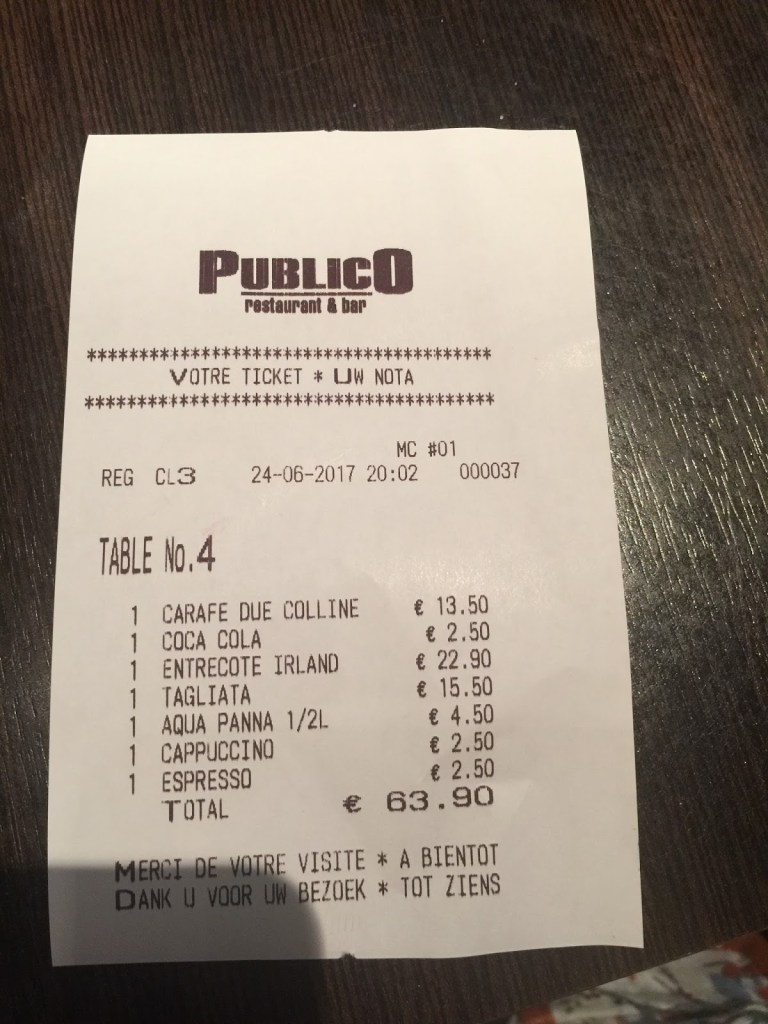 PUBLICO
restaurant & bar
***************************************
VOTRE TICKET * UW NOTA
***************************************
MC #01
REG CL3 24-06-2017 20:02 000037
TABLE No.4
1 CARAFE DUE COLLINE € 13.50
1 COCA COLA € 2.50
1 ENTRECOTE IRLAND € 22.90
1 TAGLIATA € 15.50
1 AQUA PANNA 1/2L € 4.50
1 CAPPUCCINO € 2.50
1 ESPRESSO € 2.50
TOTAL € 63.90
MERCI DE VOTRE VISITE * A BIENTOT
DANK U VOOR UW BEZOEK * TOT ZIENS